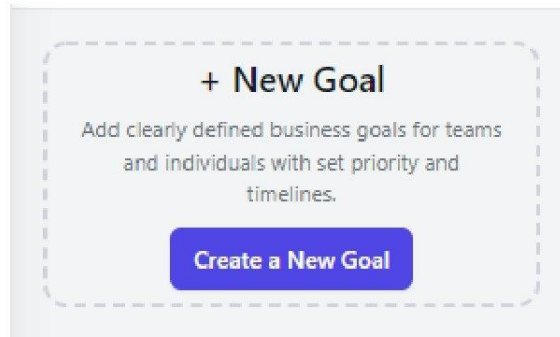 + New Goal
Add clearly defined business goals for teams
and individuals with set priority and
timelines.
Create a New Goal